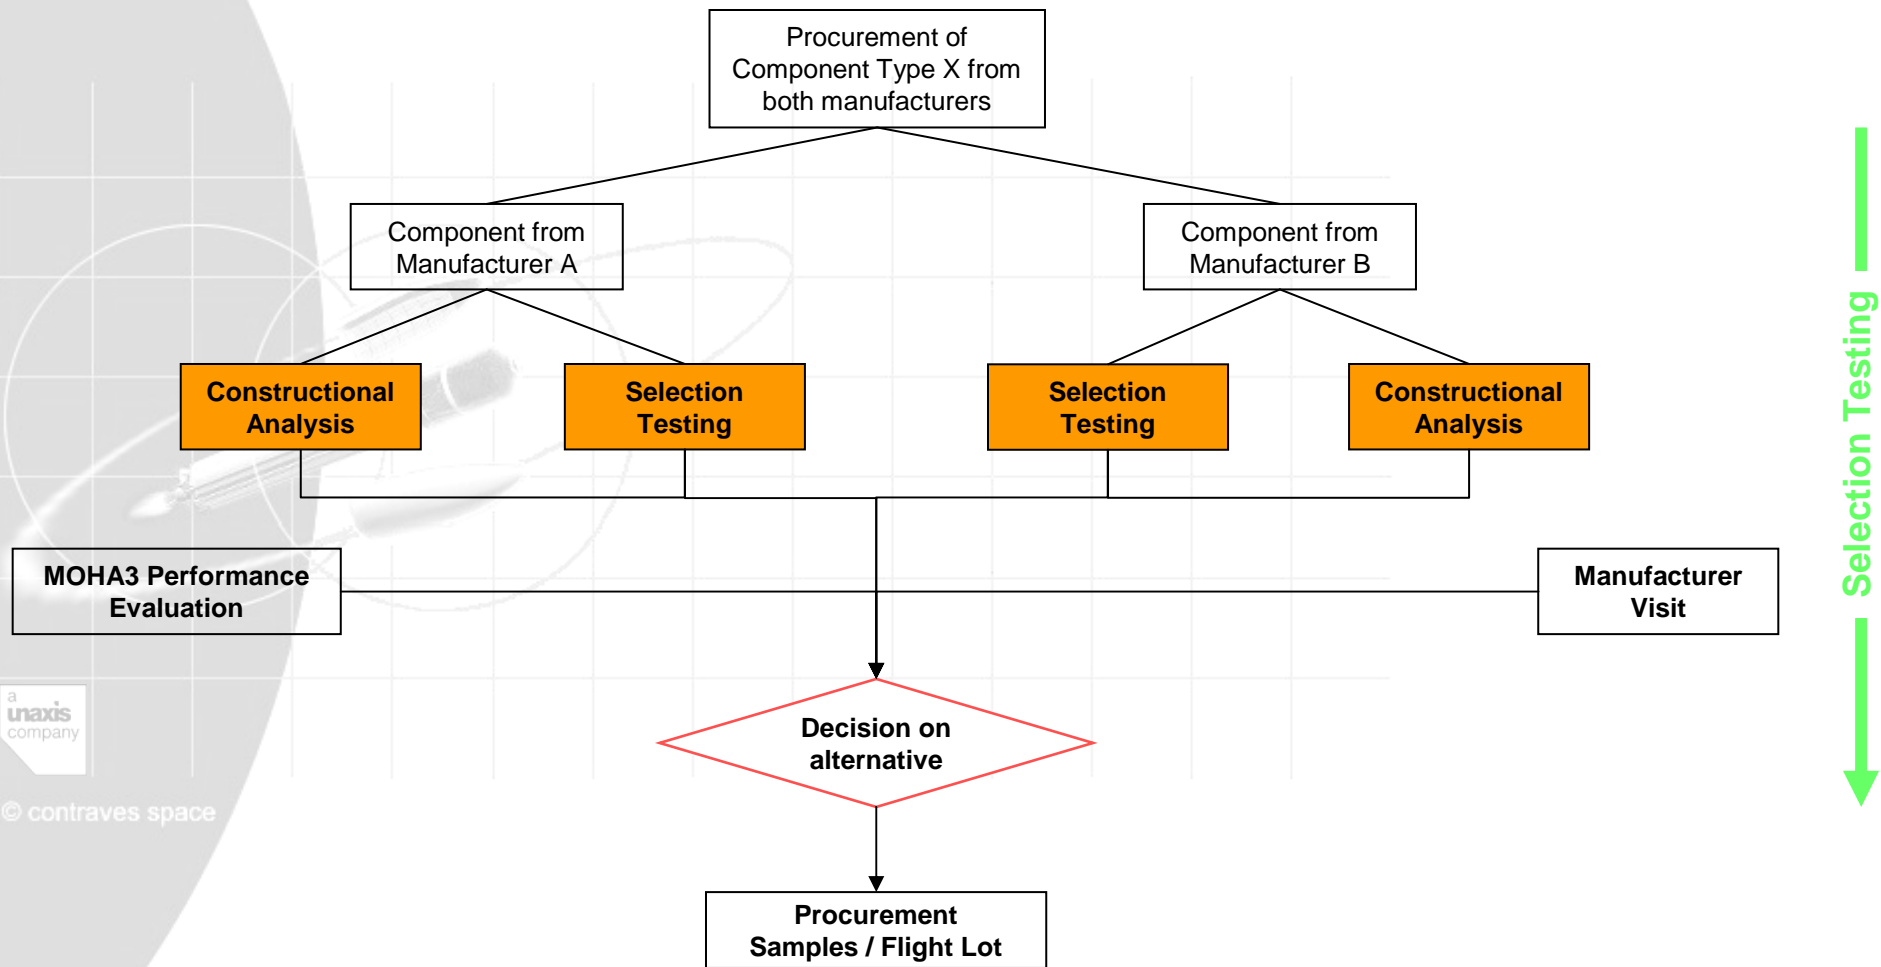 Procurement of
Component Type X from
both manufacturers
Component from
Manufacturer A
Component from
Manufacturer B
Constructional
Analysis
Selection
Testing
Selection
Testing
Constructional
Analysis
Selection Testing
MOHA3 Performance
Evaluation
Manufacturer
Visit
a
unaxis
company
Decision on
alternative
© contraves space
Procurement
Samples / Flight Lot